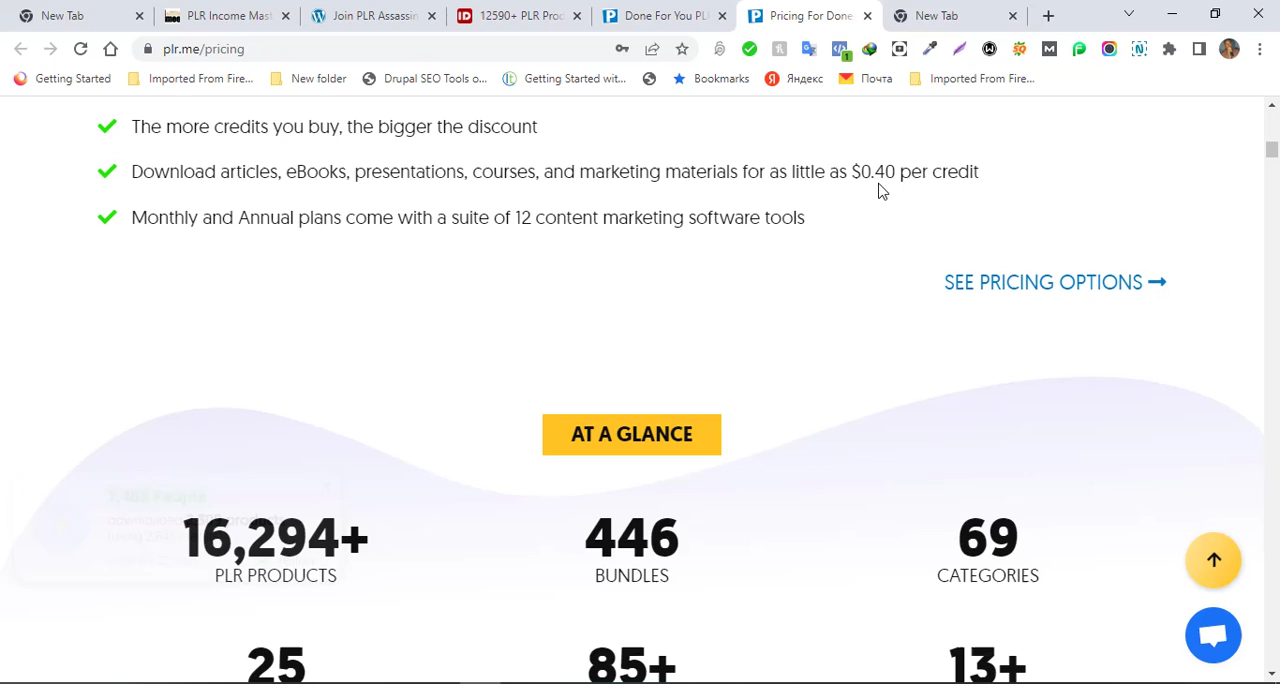 New Tab
PLR Income Mast
Join PLR Assassin
12590+ PLR Prod
Done For You PL
Pricing For Done
New Tab
plr.me/pricing
1
Getting Started
Imported From Fire...
New folder
Drupal SEO Tools o...
Getting Started wit...
Bookmarks
Яндекс
Почта
Imported From Fire...
The more credits you buy, the bigger the discount
Download articles, eBooks, presentations, courses, and marketing materials for as little as $0.40 per credit
Monthly and Annual plans come with a suite of 12 content marketing software tools
SEE PRICING OPTIONS
AT A GLANCE
16,294+
PLR PRODUCTS
446
BUNDLES
69
CATEGORIES
25
85+
13+